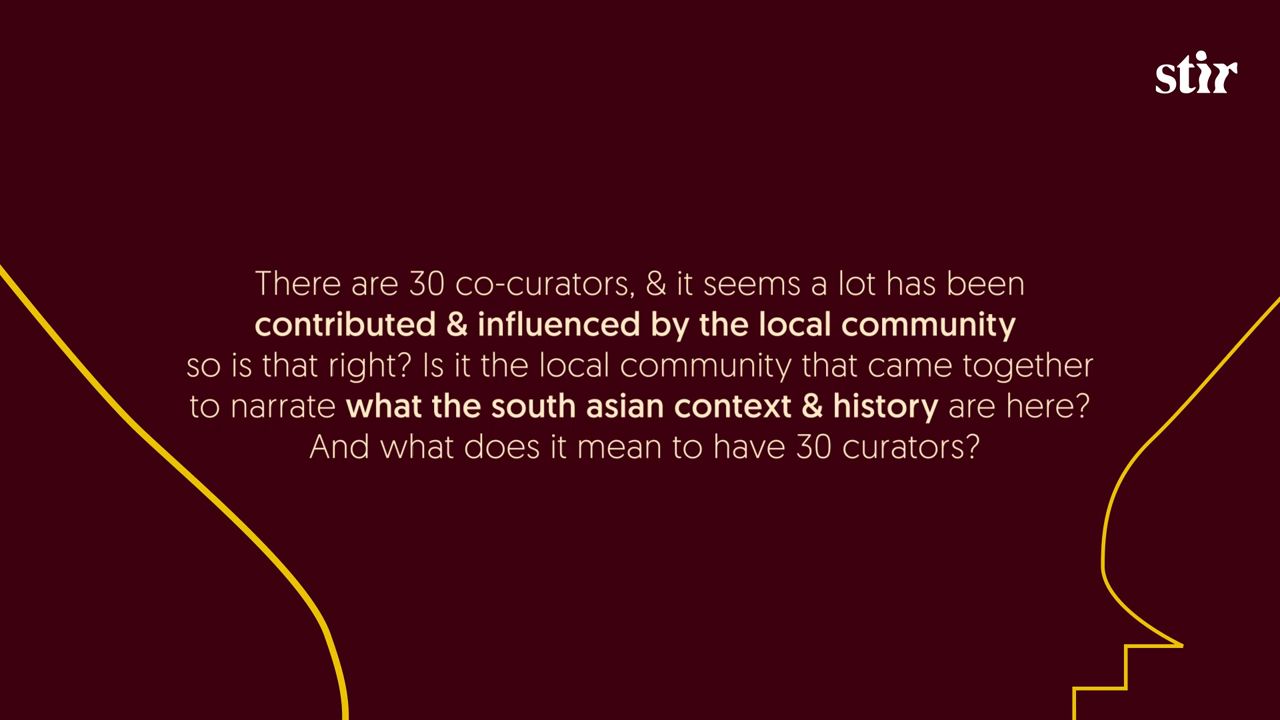 stir
There are 30 co-curators, & it seems a lot has been
contributed & influenced by the local community
so is that right? Is it the local community that came together
to narrate what the south asian context & history are here?
And what does it mean to have 30 curators?